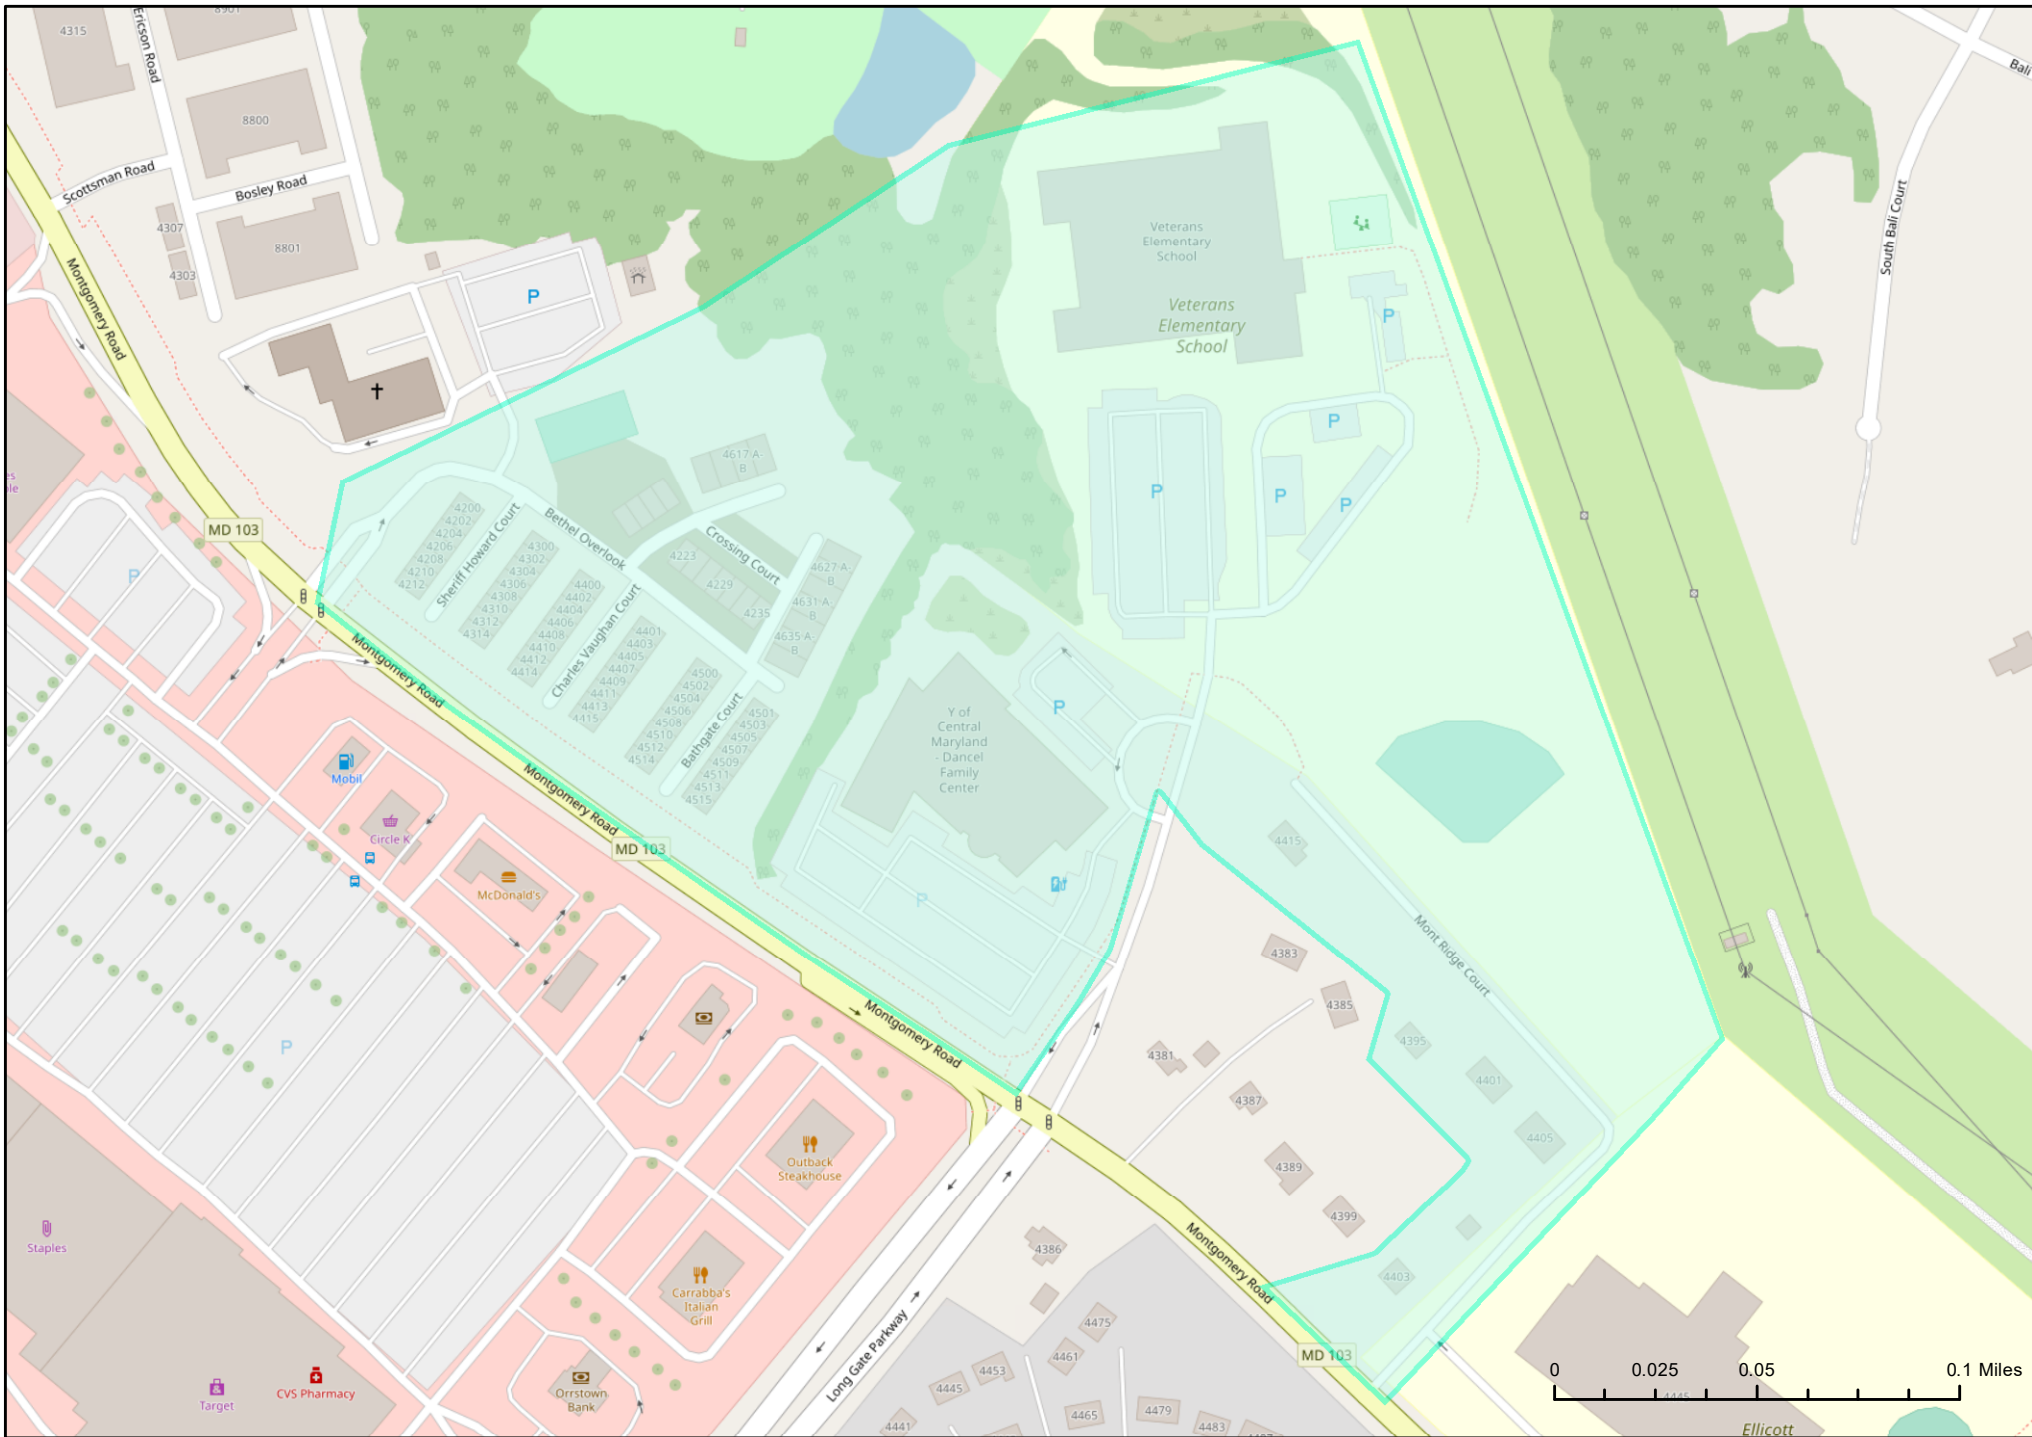 4315
Ericson Road
8901
8800
Scottsman Road
Bosley Road
4307
8801
4303
Montgomery Road
P
Bali
South Bali Court
Veterans
Elementary
School
Veterans
Elementary
School
P
P
P
P
P
MD 103
P
4617 A-
B
4200
4202
4204
4206
4208
4210
4212
Sheriff Howard Court
Bethel Overlook
4300
4302
4304
4306
4308
4310
4312
4314
Crossing Court
4223
4229
4235
4627 A-
B
4631 A-
B
4635 A-
B
4400
4402
4404
4406
4408
4410
4412
4414
Charles Vaughan Court
4401
4403
4405
4407
4409
4411
4413
4415
4500
4502
4504
4506
4508
4510
4512
4514
Bathgate Court
4501
4503
4505
4507
4509
4511
4513
4515
Montgomery Road
Y of
Central
Maryland
- Dancel
Family
Center
P
Mobil
Circle K
Montgomery Road
MD 103
McDonald's
P
4415
Mont Ridge Court
4383
4385
4395
4381
4401
4387
4405
4389
4399
4403
P
Montgomery Road
Outback
Steakhouse
Staples
Carrabba's
Italian
Grill
4386
Montgomery Road
MD 103
Long Gate Parkway
4475
4461
4453
4445
4441
4465
4479
4483
Target
CVS Pharmacy
Orrstown
Bank
0 0.025 0.05 0.1 Miles
4445
Ellicott